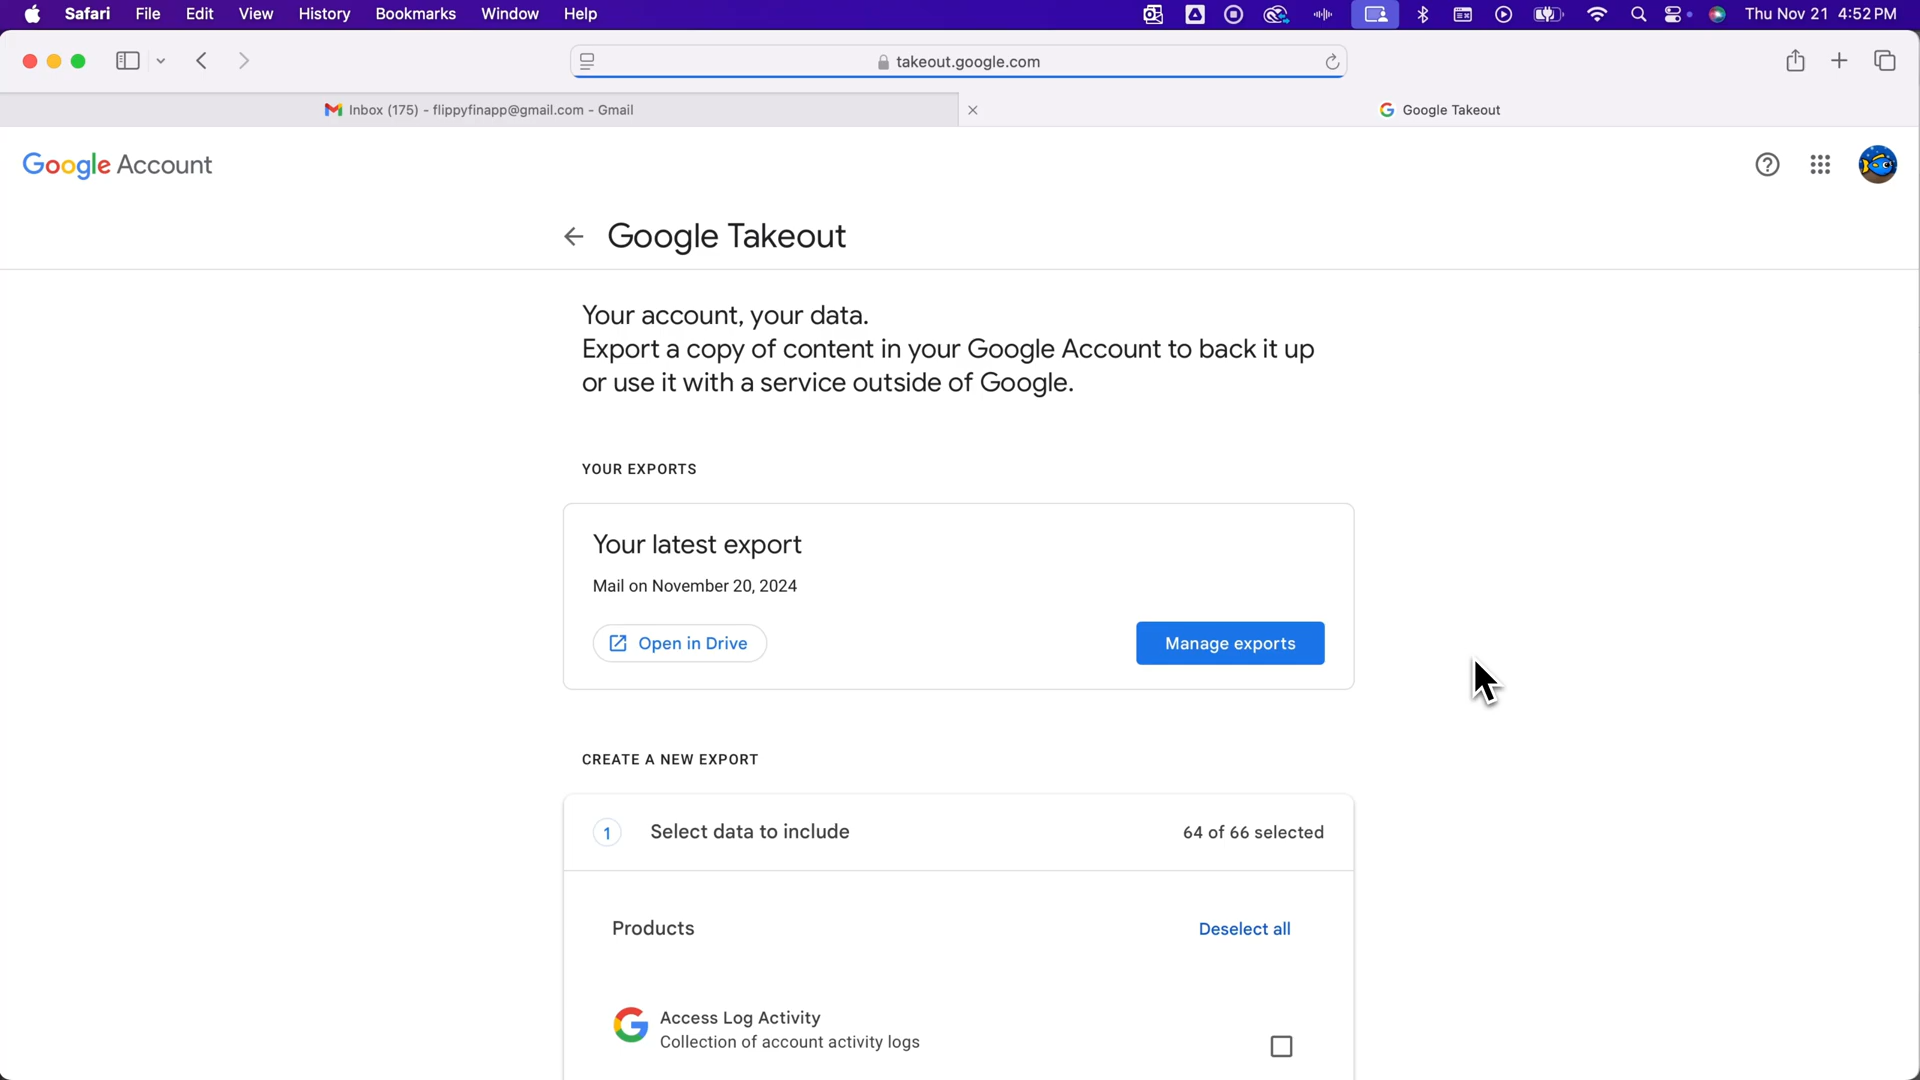 Safari File Edit View History Bookmarks Window Help Thu Nov 21 4:52 PM
takeout.google.com
Inbox (175) - flippyfinapp@gmail.com - Gmail
Google Takeout
Google Account
Google Takeout
Your account, your data.
Export a copy of content in your Google Account to back it up
or use it with a service outside of Google.
YOUR EXPORTS
Your latest export
Mail on November 20, 2024
Open in Drive
Manage exports
CREATE A NEW EXPORT
1 Select data to include 64 of 66 selected
Products Deselect all
Access Log Activity
Collection of account activity logs